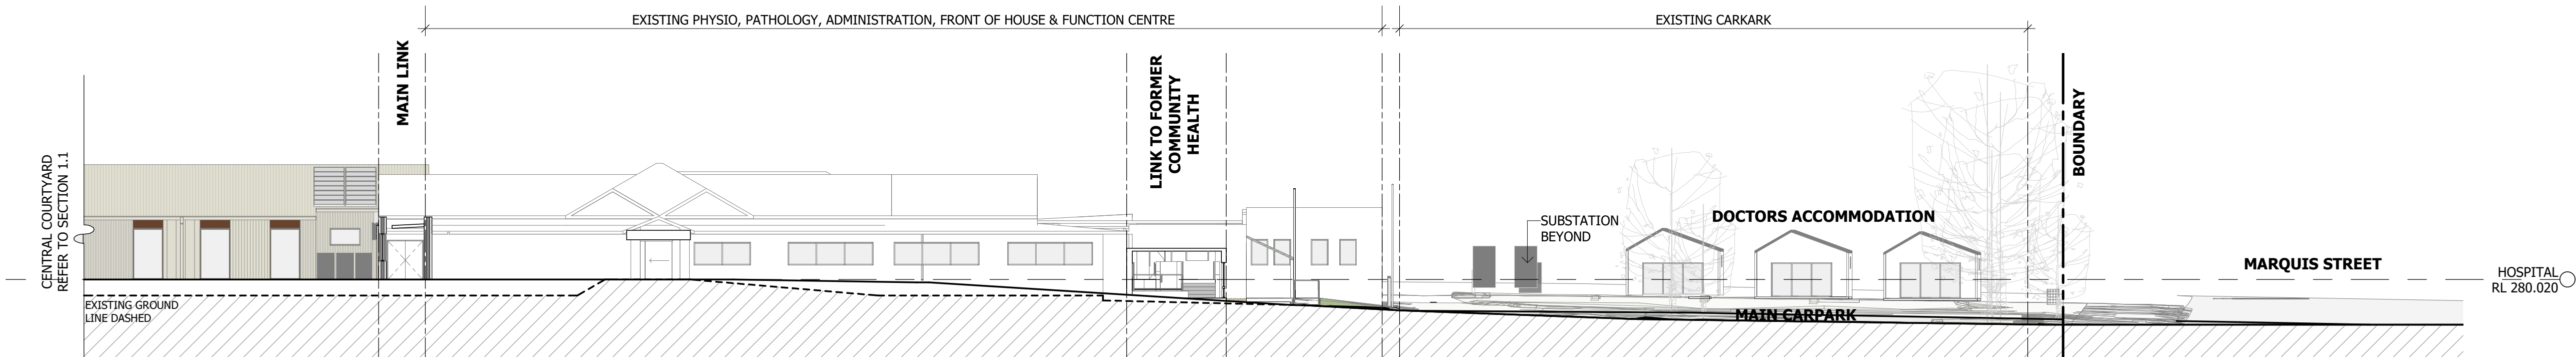 EXISTING PHYSIO, PATHOLOGY, ADMINISTRATION, FRONT OF HOUSE & FUNCTION CENTRE
EXISTING CARKARK
CENTRAL COURTYARD
REFER TO SECTION 1.1
MAIN LINK
LINK TO FORMER
COMMUNITY
HEALTH
SUBSTATION
BEYOND
DOCTORS ACCOMMODATION
BOUNDARY
MARQUIS STREET
HOSPITAL
RL 280.020
EXISTING GROUND
LINE DASHED
MAIN CARPARK